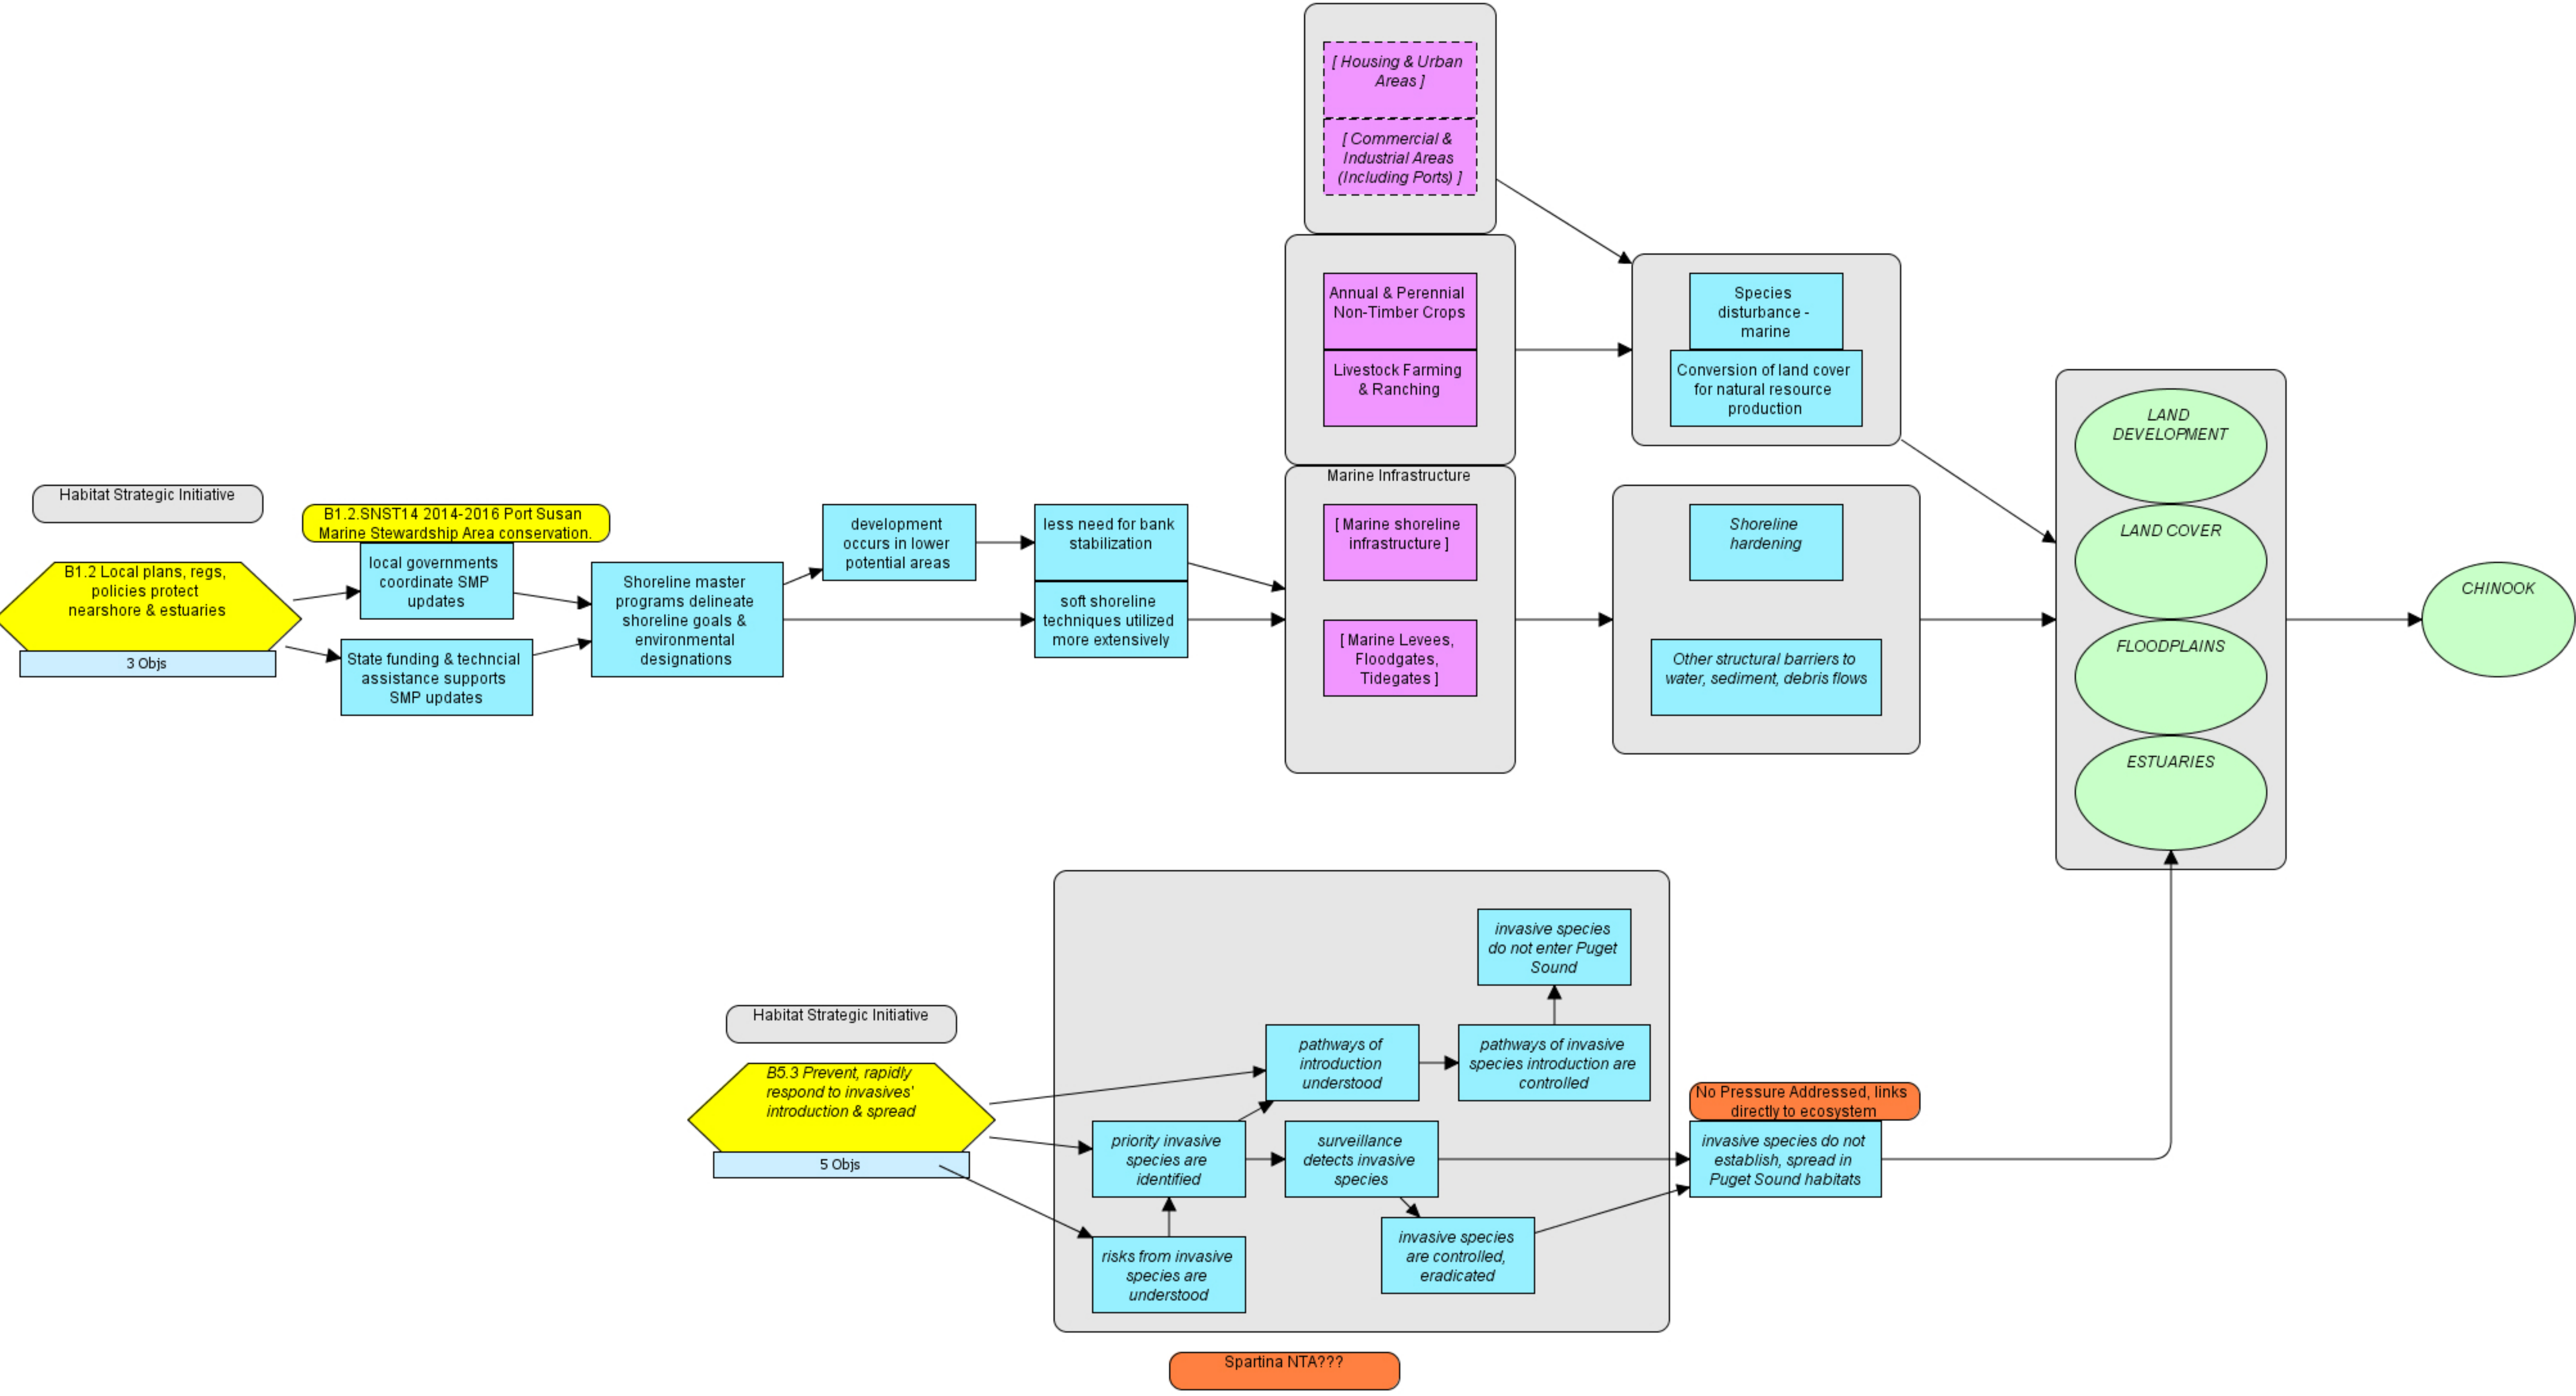 [ Housing & Urban
Areas ]
[ Commercial &
Industrial Areas
(Including Ports) ]
Annual & Perennial
Non-Timber Crops
Livestock Farming
& Ranching
Species
disturbance -
marine
Conversion of land cover
for natural resource
production
Habitat Strategic Initiative
B1.2 Local plans, regs,
policies protect
nearshore & estuaries
3 Objs
B1.2.SNST14 2014-2016 Port Susan
Marine Stewardship Area conservation.
local governments
coordinate SMP
updates
State funding & techncial
assistance supports
SMP updates
Shoreline master
programs delineate
shoreline goals &
environmental
designations
development
occurs in lower
potential areas
less need for bank
stabilization
soft shoreline
techniques utilized
more extensively
Marine Infrastructure
[ Marine shoreline
infrastructure ]
[ Marine Levees,
Floodgates,
Tidegates ]
Shoreline
hardening
Other structural barriers to
water, sediment, debris flows
LAND
DEVELOPMENT
LAND COVER
FLOODPLAINS
ESTUARIES
CHINOOK
Habitat Strategic Initiative
B5.3 Prevent, rapidly
respond to invasives'
introduction & spread
5 Objs
invasive species
do not enter Puget
Sound
pathways of
introduction
understood
pathways of invasive
species introduction are
controlled
priority invasive
species are
identified
surveillance
detects invasive
species
risks from invasive
species are
understood
invasive species
are controlled,
eradicated
No Pressure Addressed, links
directly to ecosystem
invasive species do not
establish, spread in
Puget Sound habitats
Spartina NTA???